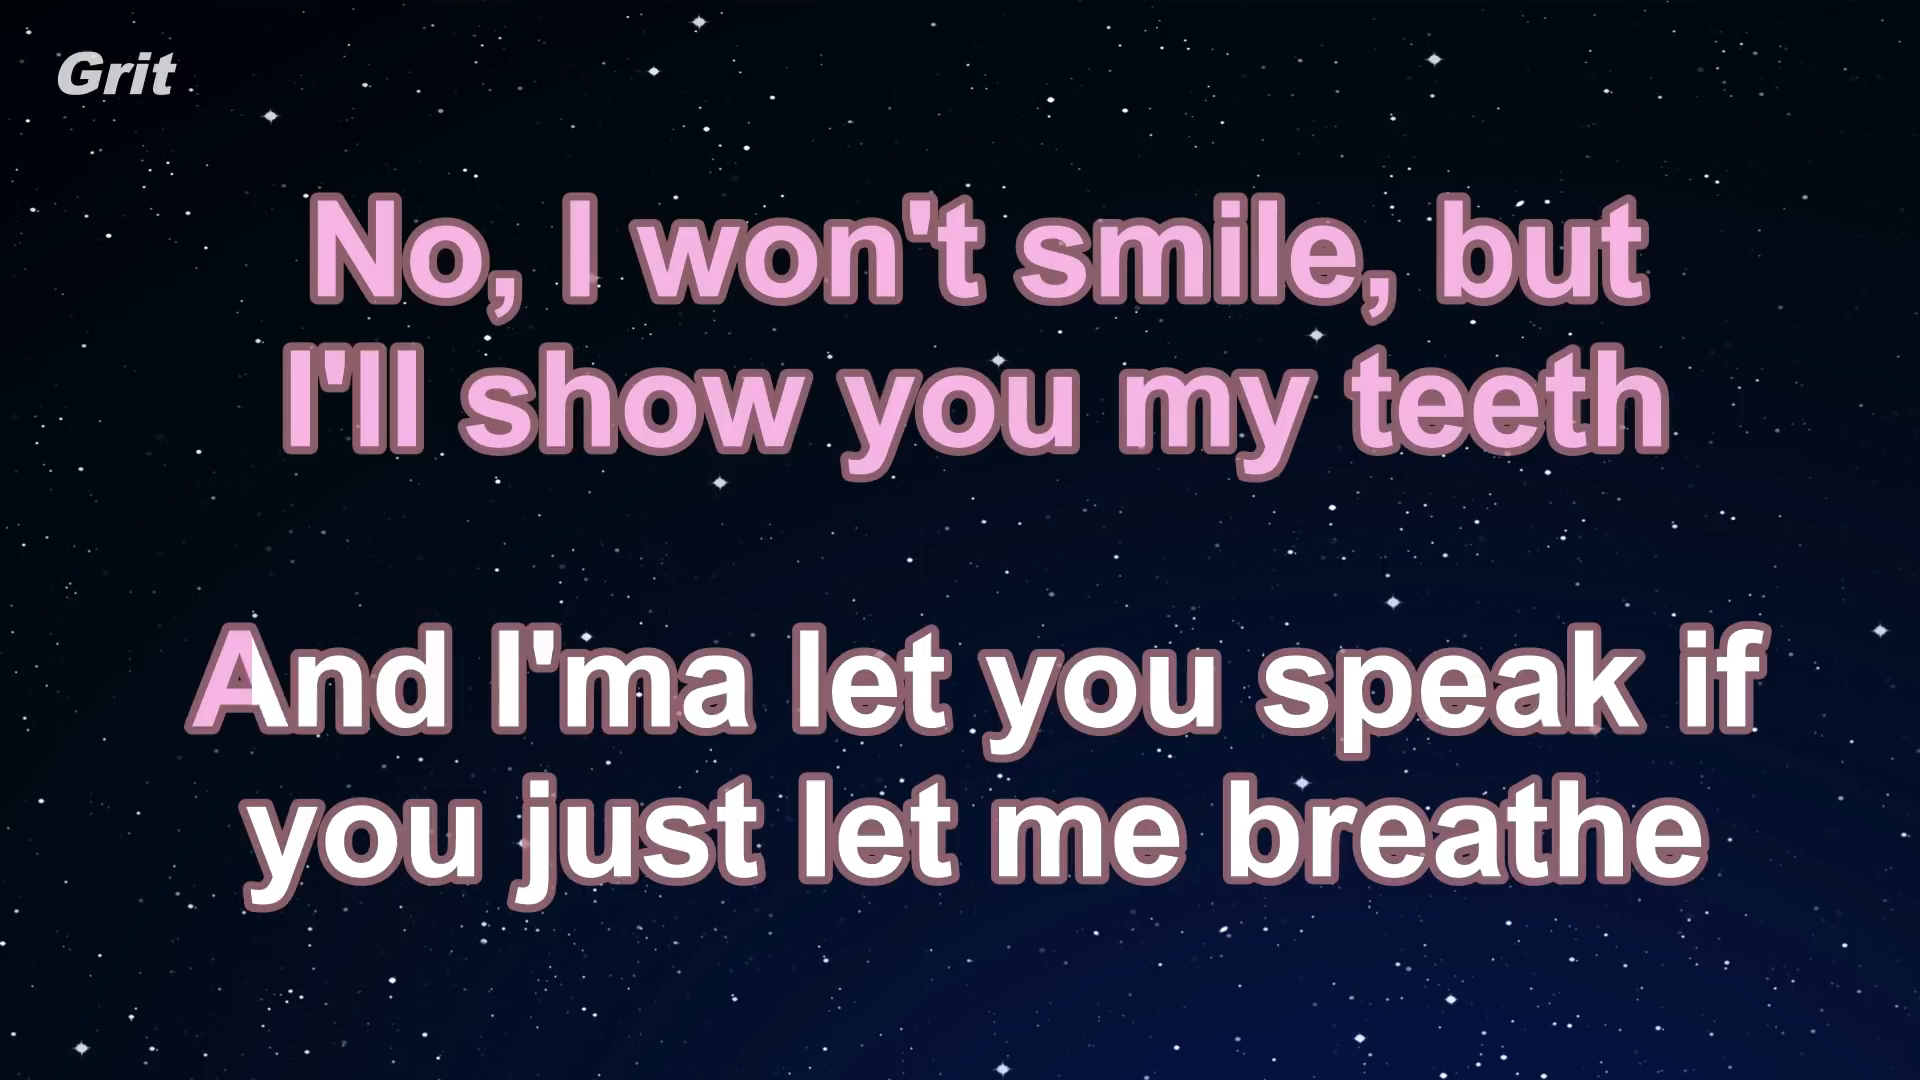 Grit
No, I won't smile, but
I'll show you my teeth
And I'ma let you speak if
you just let me breathe